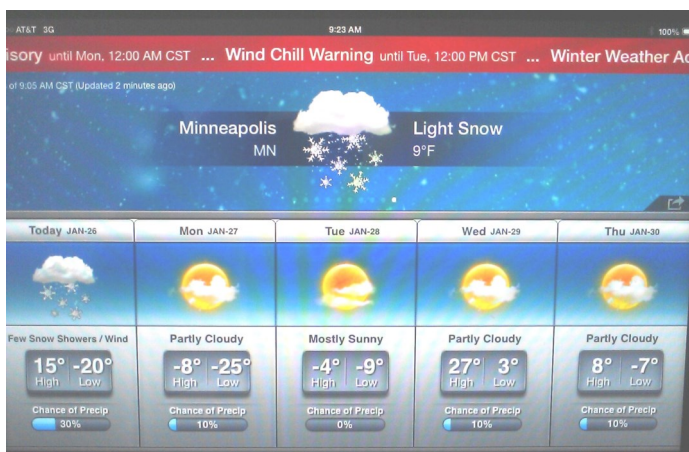 AT&T 3G 9:23 AM 100%
isory until Mon, 12:00 AM CST ... Wind Chill Warning until Tue, 12:00 PM CST ... Winter Weather Ad
of 9:05 AM CST (Updated 2 minutes ago)
Minneapolis Light Snow
MN 9°F
Today JAN-26 Mon JAN-27 Tue JAN-28 Wed JAN-29 Thu JAN-30
Few Snow Showers / Wind Partly Cloudy Mostly Sunny Partly Cloudy Partly Cloudy
15° -20° -8° -25° -4° -9° 27° 3° 8° -7°
High Low High Low High Low High Low High Low
Chance of Precip Chance of Precip Chance of Precip Chance of Precip Chance of Precip
30% 10% 0% 10% 10%